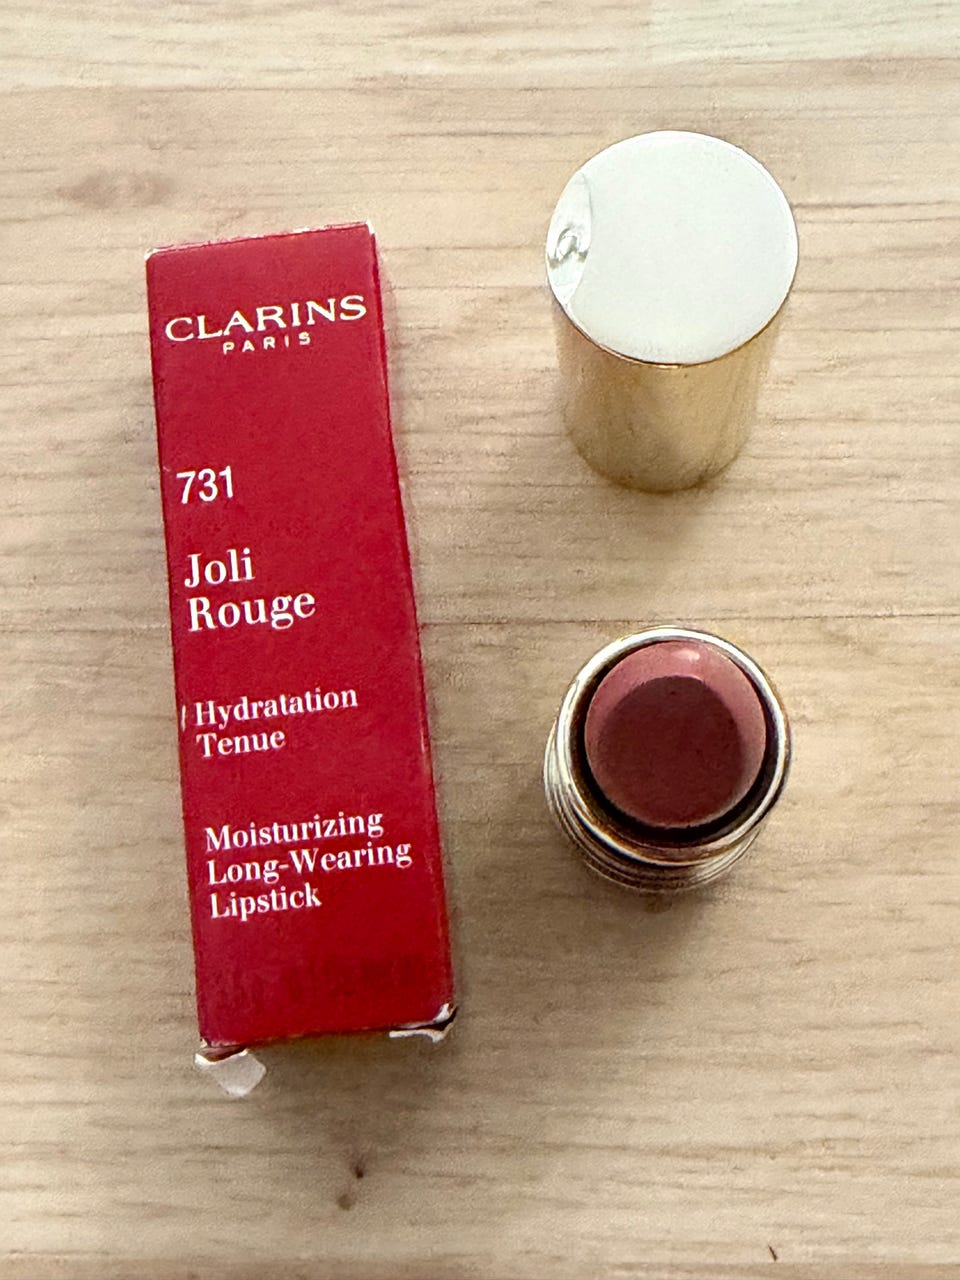 CLARINS
PARIS
731
Joli
Rouge
Hydratation
Tenue
Moisturizing
Long-Wearing
Lipstick